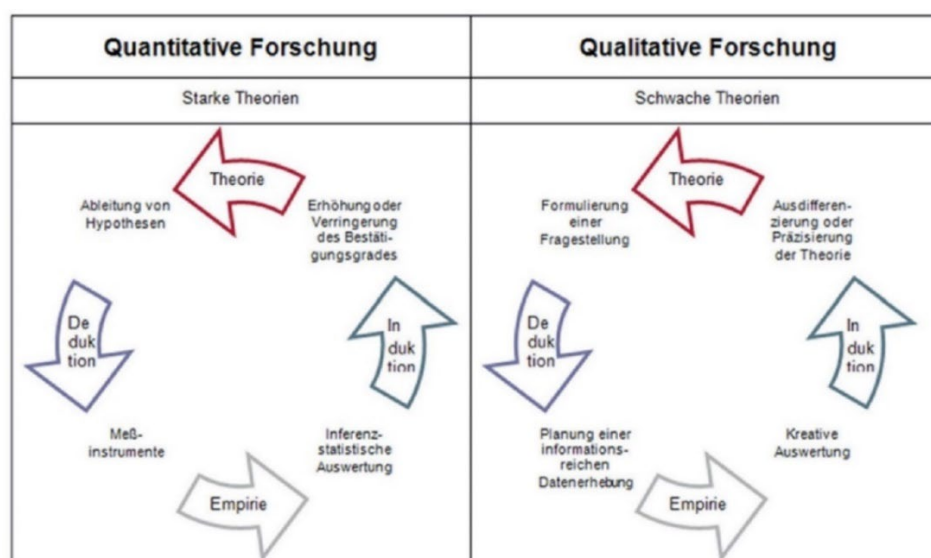 Quantitative Forschung
Starke Theorien
Theorie
Ableitung von
Hypothesen
Erhöhung oder
Verringerung
des Bestäti-
gungsgrades
De
duk
tion
In
duk
tion
Meß-
instrumente
Inferenz-
statistische
Auswertung
Empirie
Qualitative Forschung
Schwache Theorien
Theorie
Formulierung
einer
Fragestellung
Ausdifferen-
zierung oder
Präzisierung
der Theorie
De
duk
tion
In
duk
tion
Planung einer
informations-
reichen
Datenerhebung
Kreative
Auswertung
Empirie